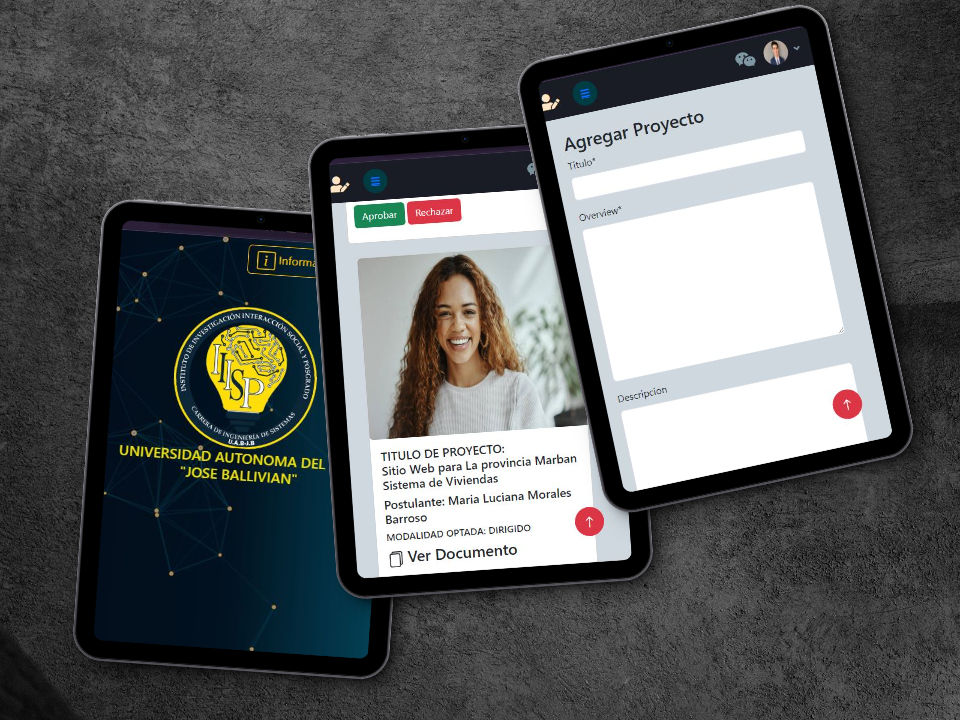 Informa
INSTITUTO DE INVESTIGACIÓN INTERACCIÓN SOCIAL Y POSGRADO
IISP
CARRERA DE INGENIERÍA DE SISTEMAS
U.A.B.J.B
UNIVERSIDAD AUTONOMA DEL
"JOSE BALLIVIAN"
Aprobar
Rechazar
TITULO DE PROYECTO:
Sitio Web para La provincia Marban
Sistema de Viviendas
Postulante: Maria Luciana Morales
Barroso
MODALIDAD OPTADA: DIRIGIDO
Ver Documento
Agregar Proyecto
Titulo*
Overview*
Descripcion